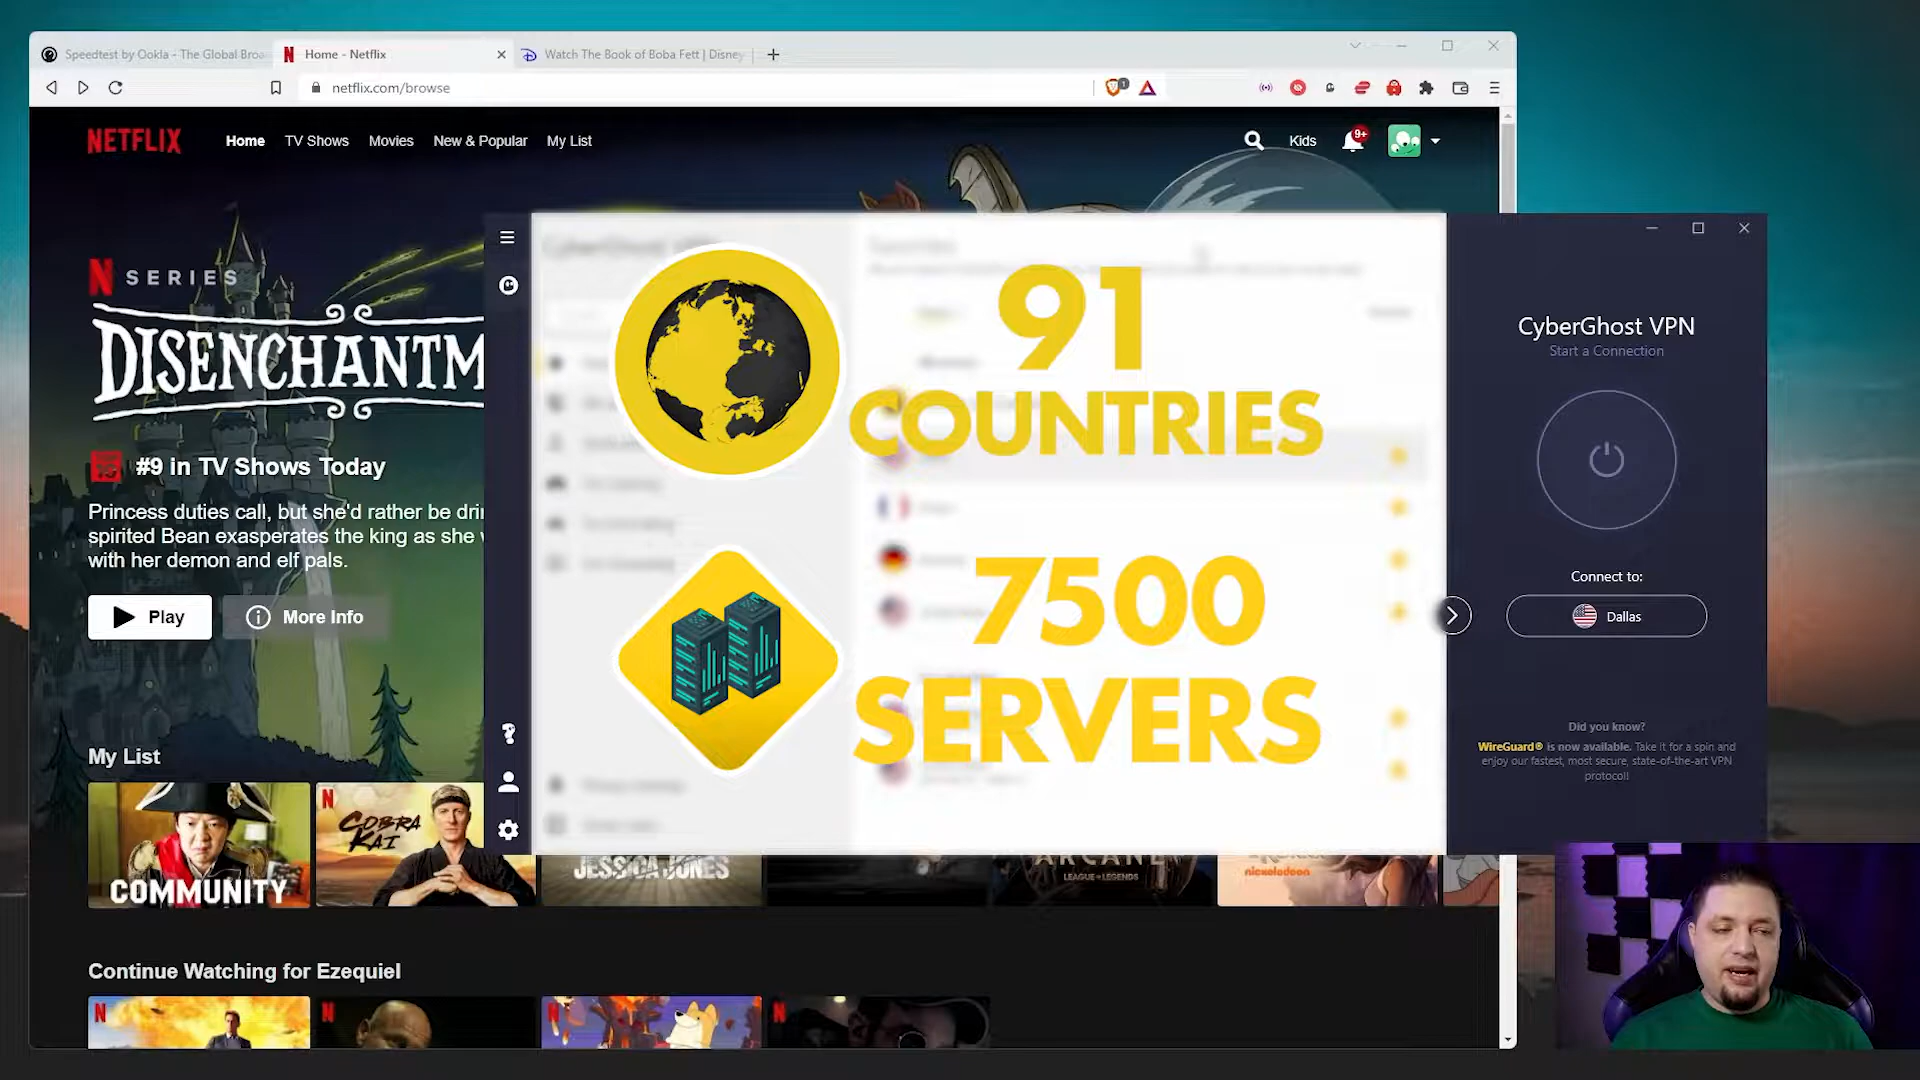 Speedtest by Ookla - The Global Broa
Home - Netflix
Watch The Book of Boba Fett | Disney
netflix.com/browse
NETFLIX
Home
TV Shows
Movies
New & Popular
My List
Kids
9+
N SERIES
DISENCHANTM
#9 in TV Shows Today
Princess duties call, but she'd rather be dri
spirited Bean exasperates the king as she
with her demon and elf pals.
Play
More Info
91
COUNTRIES
7500
SERVERS
CyberGhost VPN
Start a Connection
Connect to:
Dallas
Did you know?
WireGuard® is now available. Take it for a spin and
enjoy our fastest, most secure, state-of-the-art VPN
protocol!
My List
COMMUNITY
COBRA
KAI
JESSICA JONES
ARCANE
LEAGUE OF LEGENDS
nickelodeon
Continue Watching for Ezequiel